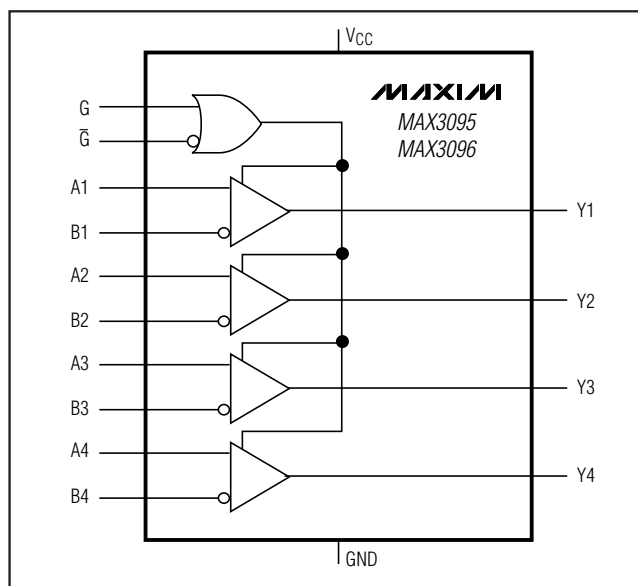 VCC
MAXIM
MAX3095
MAX3096
G
G̅
A1
B1
Y1
A2
B2
Y2
A3
B3
Y3
A4
B4
Y4
GND